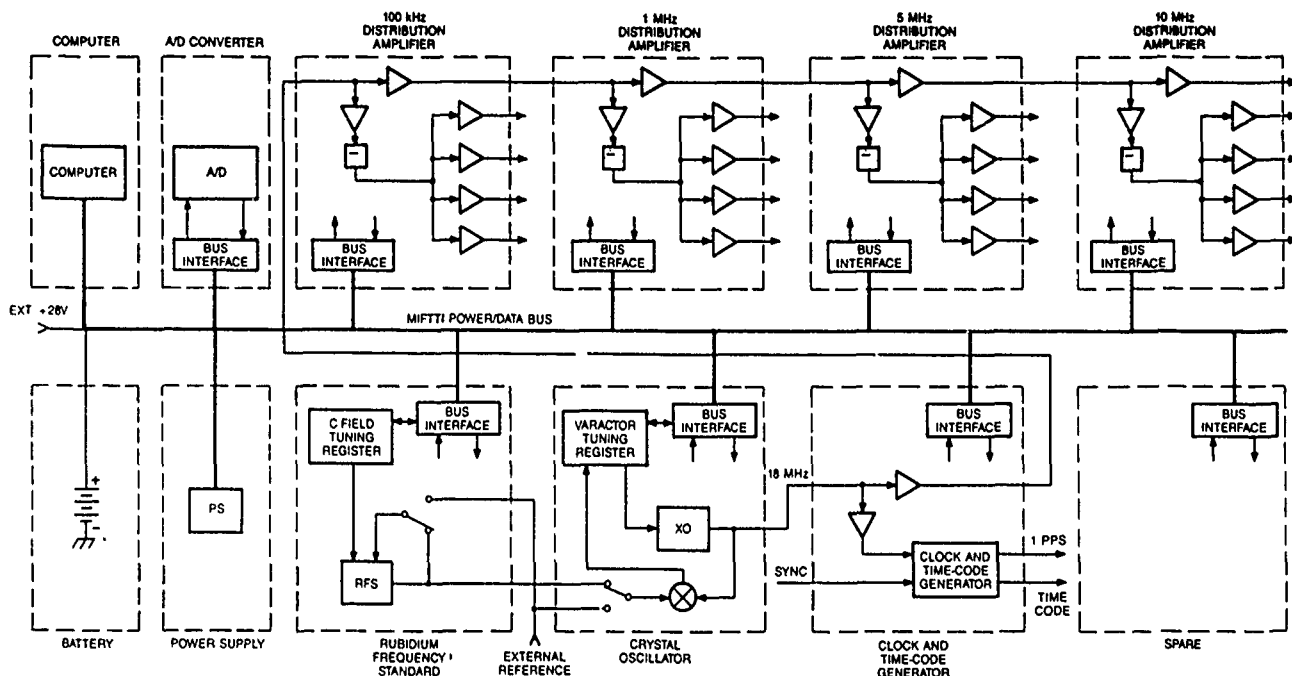 COMPUTER
A/D CONVERTER
100 kHz
DISTRIBUTION
AMPLIFIER
1 MHz
DISTRIBUTION
AMPLIFIER
5 MHz
DISTRIBUTION
AMPLIFIER
10 MHz
DISTRIBUTION
AMPLIFIER
COMPUTER
A/D
BUS
INTERFACE
BUS
INTERFACE
BUS
INTERFACE
BUS
INTERFACE
BUS
INTERFACE
EXT +28V
MIFTTI POWER/DATA BUS
C FIELD
TUNING
REGISTER
BUS
INTERFACE
VARACTOR
TUNING
REGISTER
BUS
INTERFACE
BUS
INTERFACE
BUS
INTERFACE
18 MHz
+
-
PS
XO
RFS
SYNC
CLOCK AND
TIME-CODE
GENERATOR
1 PPS
TIME
CODE
BATTERY
POWER SUPPLY
RUBIDIUM
FREQUENCY
STANDARD
EXTERNAL
REFERENCE
CRYSTAL
OSCILLATOR
CLOCK AND
TIME-CODE
GENERATOR
SPARE